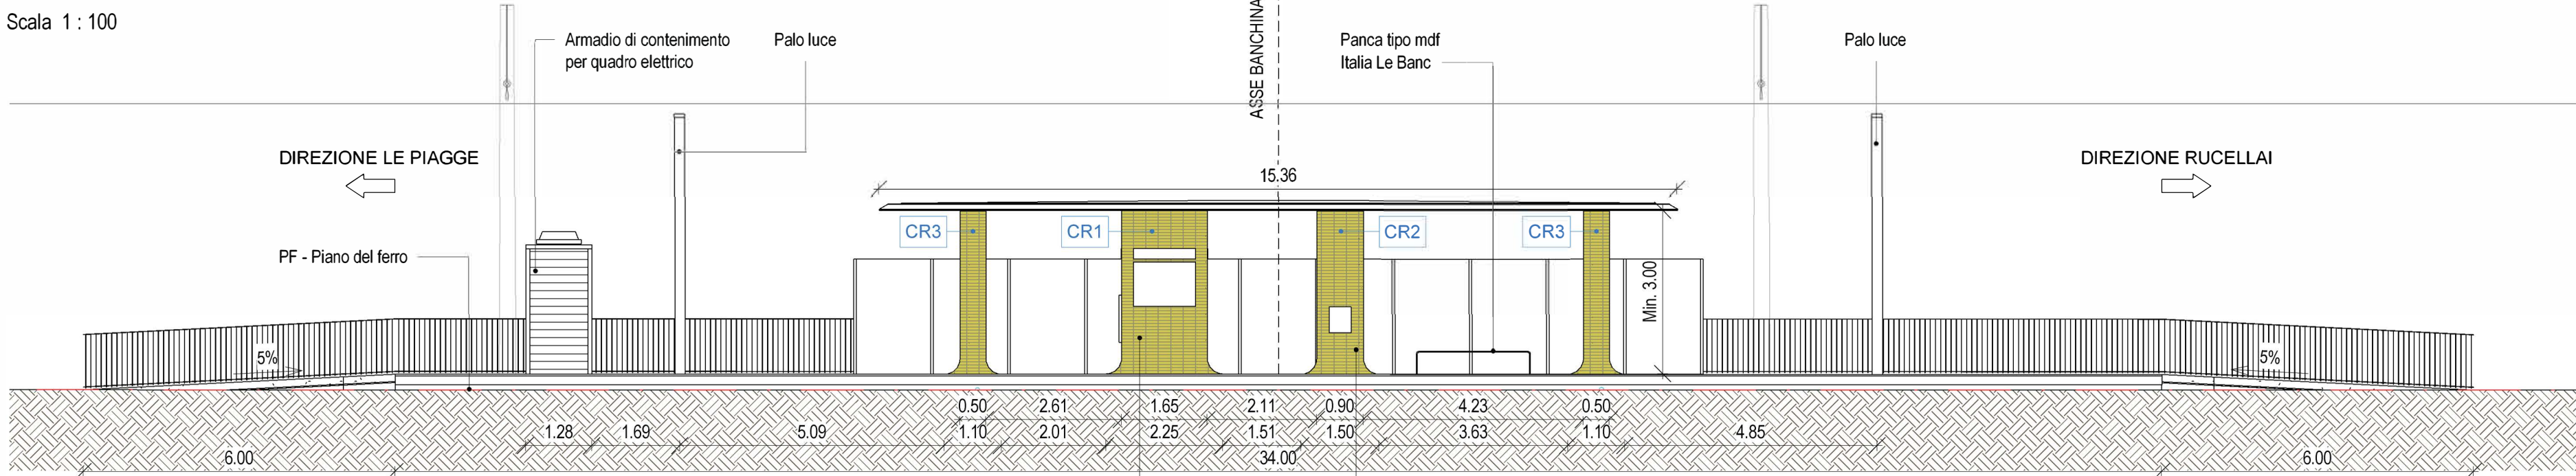 Scala 1 : 100
Armadio di contenimento
per quadro elettrico
Palo luce
ASSE BANCHINA
Panca tipo mdf
Italia Le Banc
Palo luce
DIREZIONE LE PIAGGE
DIREZIONE RUCELLAI
15.36
CR3
CR1
CR2
CR3
PF - Piano del ferro
Min. 3.00
5%
5%
0.50 2.61 1.65 2.11 0.90 4.23 0.50
1.28 1.69 5.09 1.10 2.01 2.25 1.51 1.50 3.63 1.10 4.85
6.00 34.00 6.00